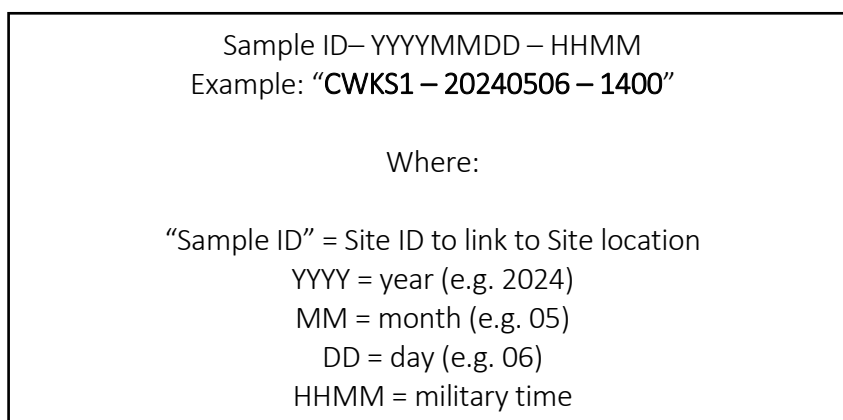 Sample ID– YYYYMMDD – HHMM
Example: “CWKS1 – 20240506 – 1400”
Where:
“Sample ID” = Site ID to link to Site location
YYYY = year (e.g. 2024)
MM = month (e.g. 05)
DD = day (e.g. 06)
HHMM = military time